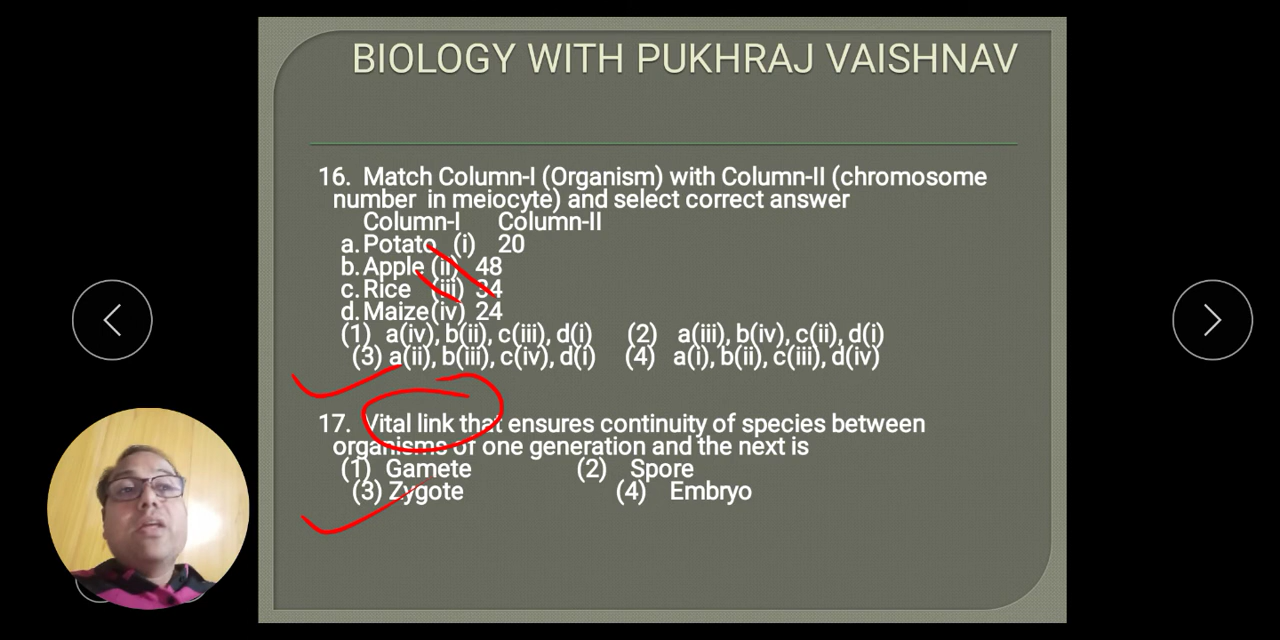 BIOLOGY WITH PUKHRAJ VAISHNAV
16. Match Column-I (Organism) with Column-II (chromosome
number in meiocyte) and select correct answer
Column-I Column-II
a. Potato (i) 20
b. Apple (ii) 48
c. Rice (iii) 34
d. Maize (iv) 24
(1) a(iv), b(ii), c(iii), d(i) (2) a(iii), b(iv), c(ii), d(i)
(3) a(ii), b(iii), c(iv), d(i) (4) a(i), b(ii), c(iii), d(iv)
17. Vital link that ensures continuity of species between
organisms of one generation and the next is
(1) Gamete (2) Spore
(3) Zygote (4) Embryo